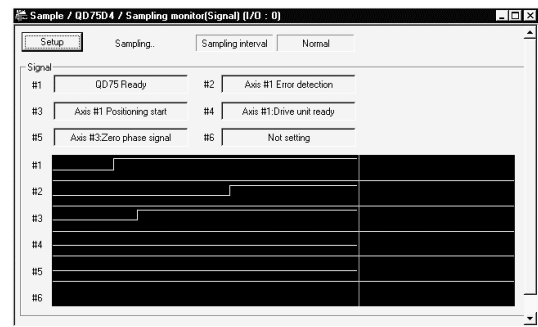 Sample / QD75D4 / Sampling monitor(Signal) (I/O : 0)
Setup Sampling.. Sampling interval Normal
Signal
#1 QD75 Ready #2 Axis #1 Error detection
#3 Axis #1 Positioning start #4 Axis #1:Drive unit ready
#5 Axis #3:Zero phase signal #6 Not setting
#1
#2
#3
#4
#5
#6